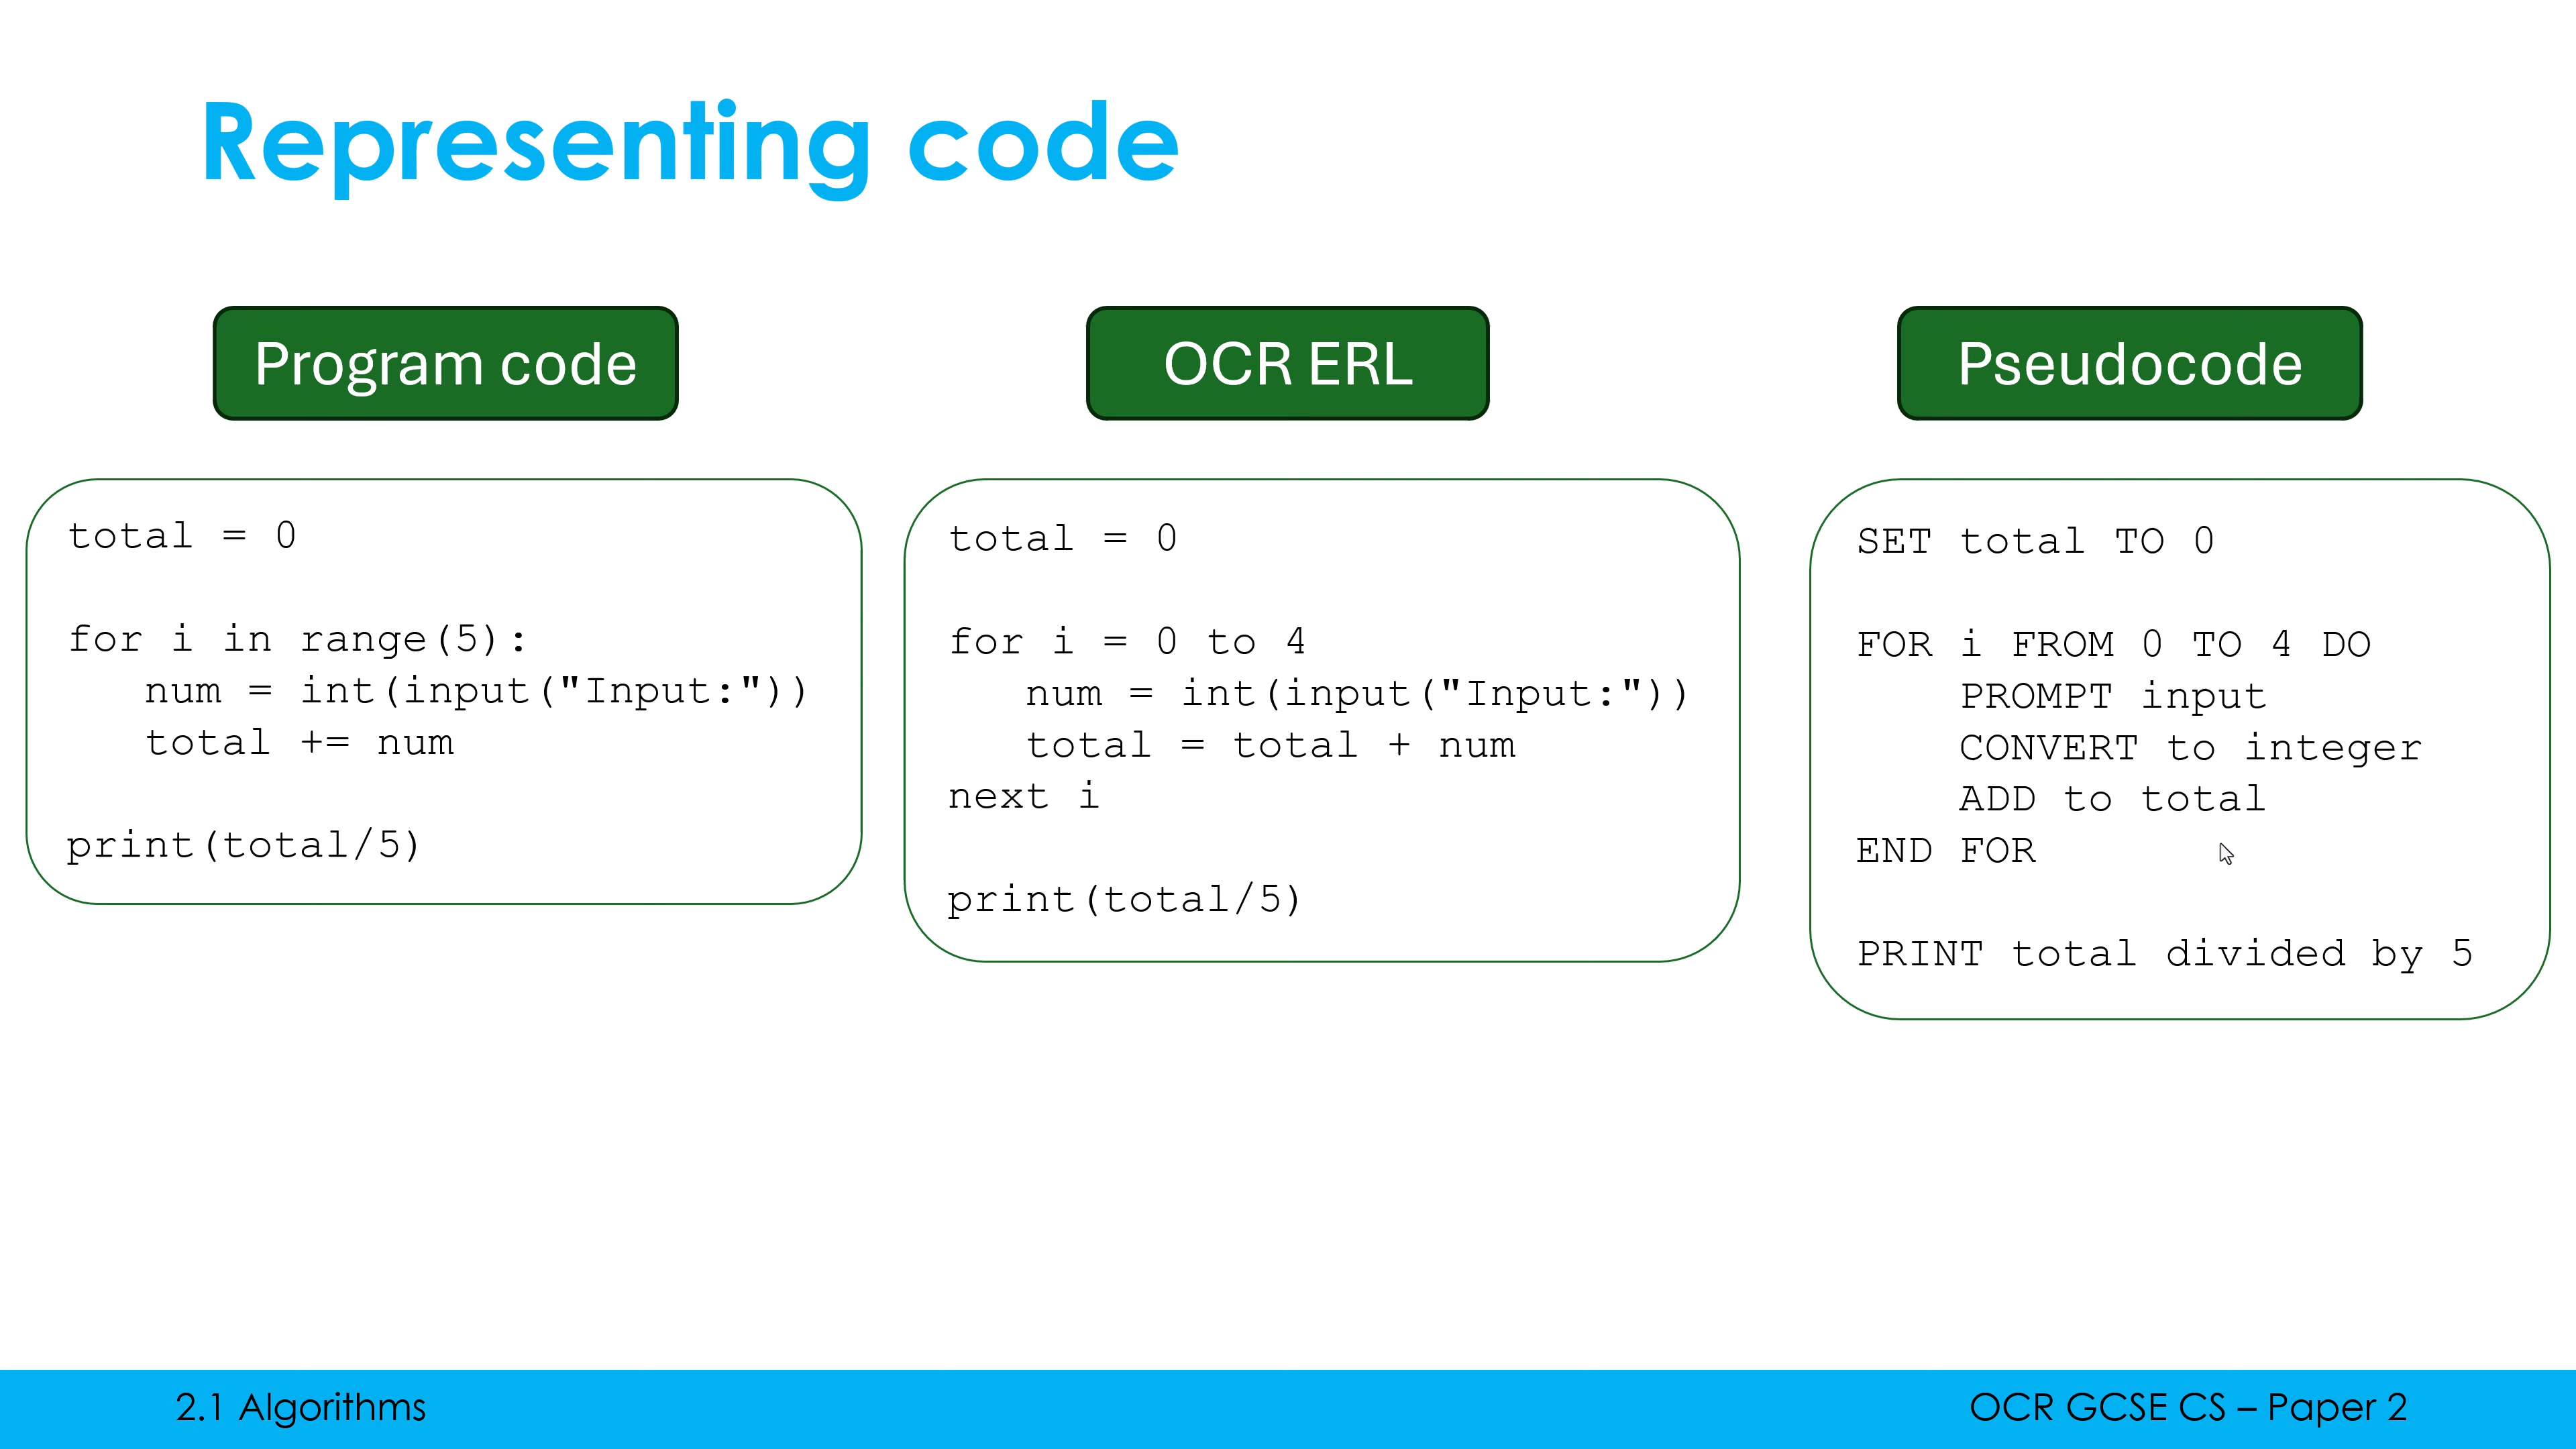 Representing code
Program code
total = 0
for i in range(5):
num = int(input("Input:"))
total += num
print(total/5)
OCR ERL
total = 0
for i = 0 to 4
num = int(input("Input:"))
total = total + num
next i
print(total/5)
Pseudocode
SET total TO 0
FOR i FROM 0 TO 4 DO
PROMPT input
CONVERT to integer
ADD to total
END FOR
PRINT total divided by 5
2.1 Algorithms
OCR GCSE CS – Paper 2